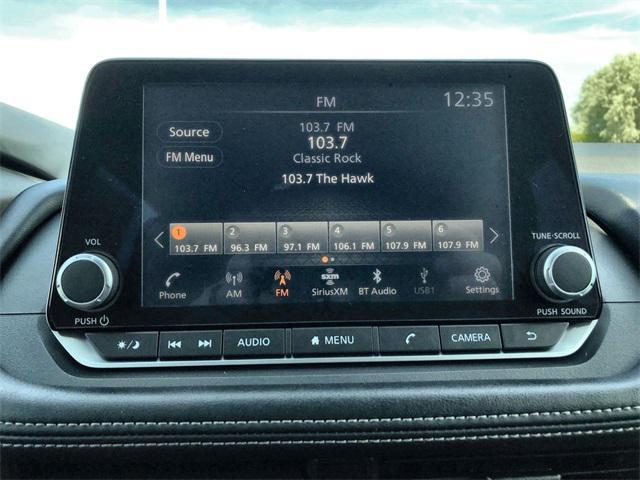 FM
12:35
Source
FM Menu
103.7 FM
103.7
Classic Rock
103.7 The Hawk
1 2 3 4 5 6
103.7 FM 96.3 FM 97.1 FM 106.1 FM 107.9 FM 107.9 FM
Phone AM FM SiriusXM BT Audio USB1 Settings
sxm
VOL
PUSH
TUNE·SCROLL
PUSH SOUND
AUDIO MENU CAMERA